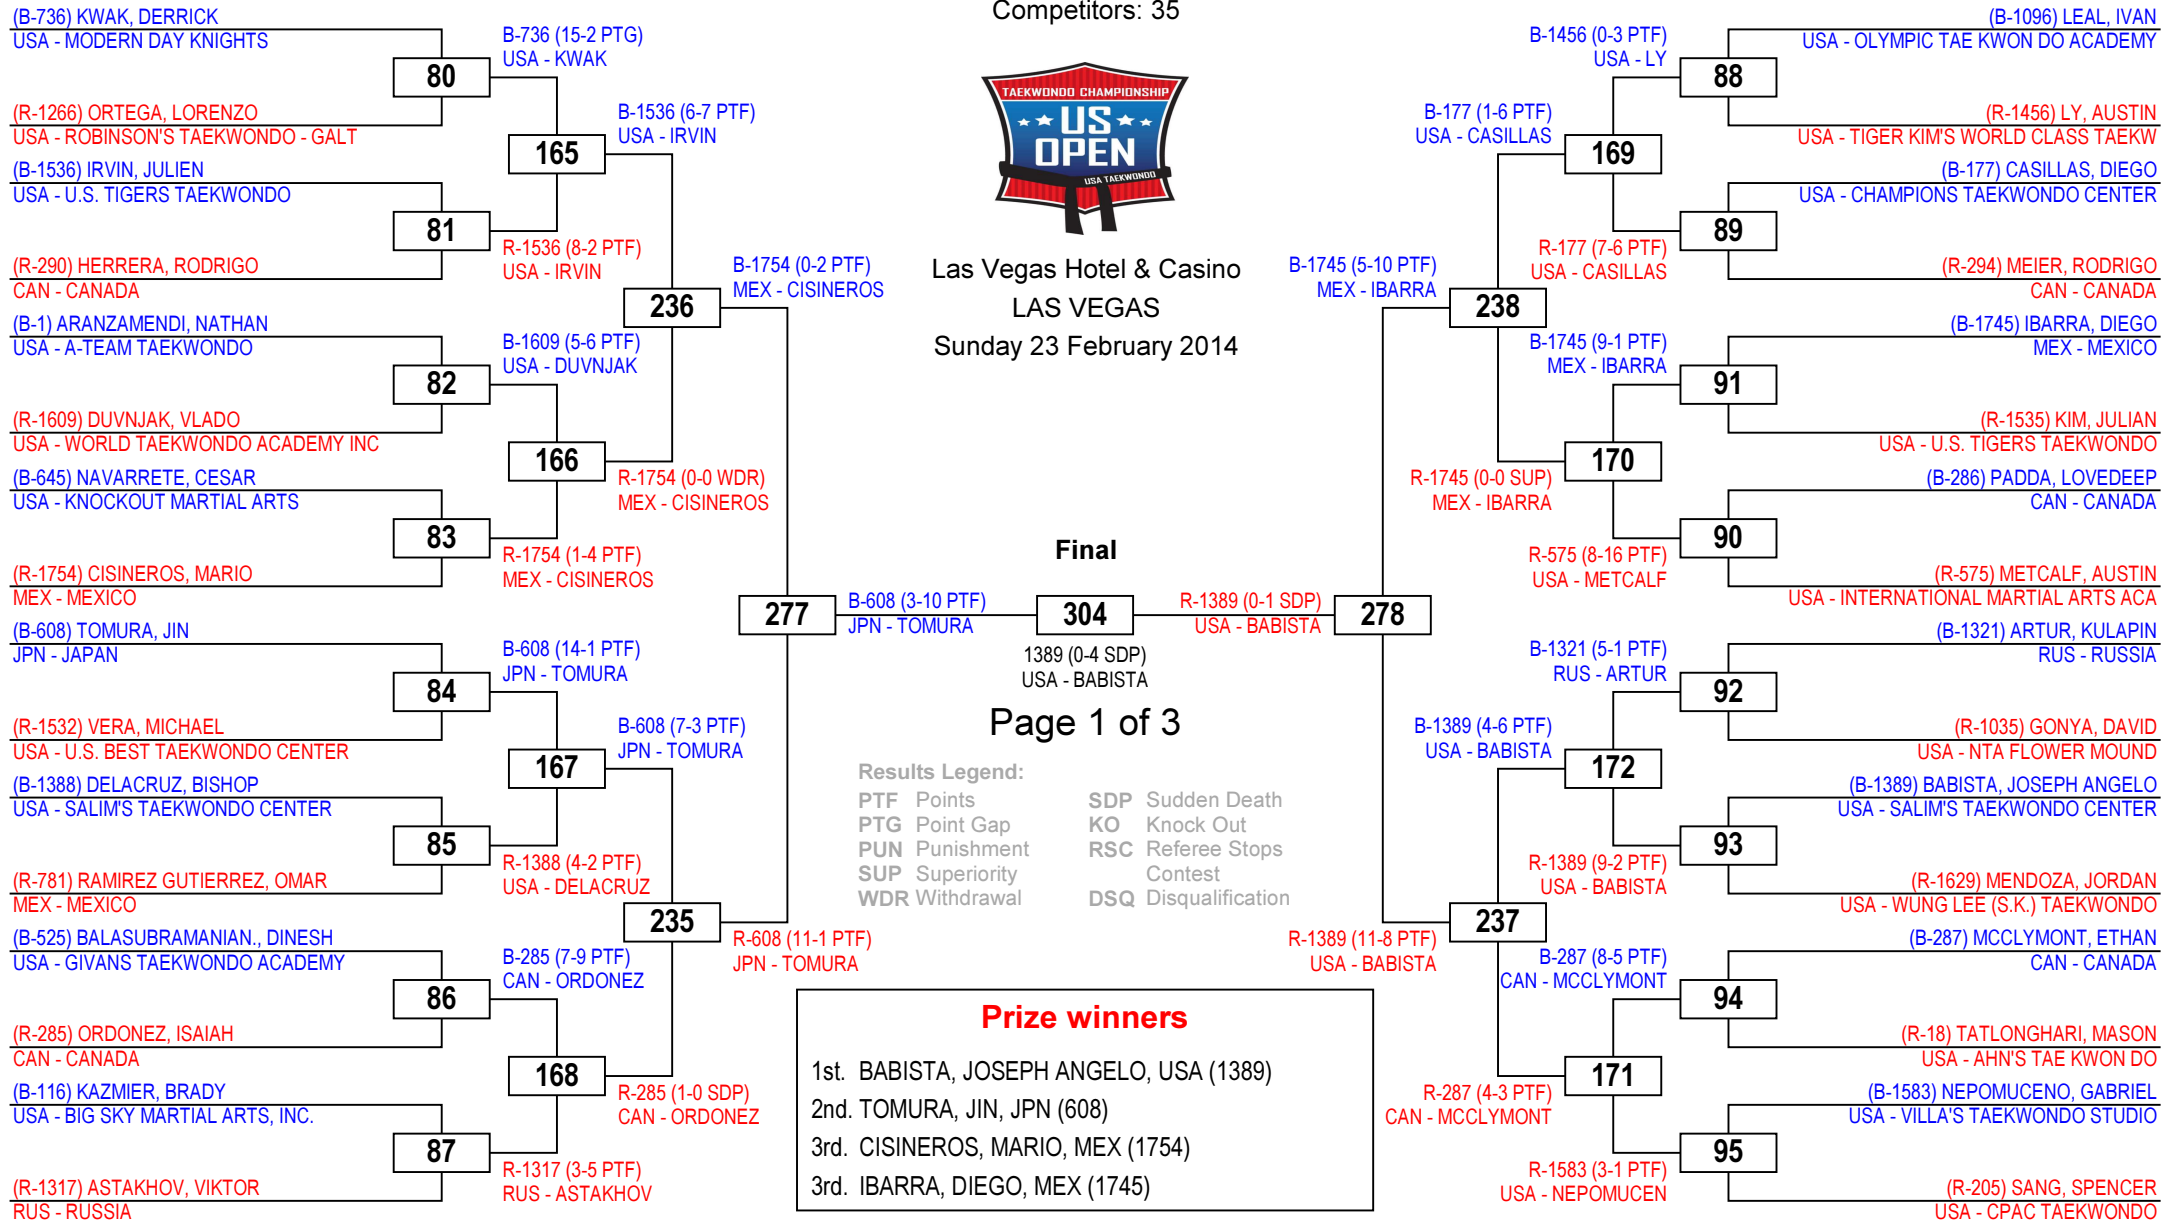 Competitors: 35
TAEKWONDO CHAMPIONSHIP
US
OPEN
USA TAEKWONDO
Las Vegas Hotel & Casino
LAS VEGAS
Sunday 23 February 2014
(B-736) KWAK, DERRICK
USA - MODERN DAY KNIGHTS
80
(R-1266) ORTEGA, LORENZO
USA - ROBINSON'S TAEKWONDO - GALT
(B-1536) IRVIN, JULIEN
USA - U.S. TIGERS TAEKWONDO
81
(R-290) HERRERA, RODRIGO
CAN - CANADA
(B-1) ARANZAMENDI, NATHAN
USA - A-TEAM TAEKWONDO
82
(R-1609) DUVNJAK, VLADO
USA - WORLD TAEKWONDO ACADEMY INC
(B-645) NAVARRETE, CESAR
USA - KNOCKOUT MARTIAL ARTS
83
(R-1754) CISINEROS, MARIO
MEX - MEXICO
(B-608) TOMURA, JIN
JPN - JAPAN
84
(R-1532) VERA, MICHAEL
USA - U.S. BEST TAEKWONDO CENTER
(B-1388) DELACRUZ, BISHOP
USA - SALIM'S TAEKWONDO CENTER
85
(R-781) RAMIREZ GUTIERREZ, OMAR
MEX - MEXICO
(B-525) BALASUBRAMANIAN., DINESH
USA - GIVANS TAEKWONDO ACADEMY
86
(R-285) ORDONEZ, ISAIAH
CAN - CANADA
(B-116) KAZMIER, BRADY
USA - BIG SKY MARTIAL ARTS, INC.
87
(R-1317) ASTAKHOV, VIKTOR
RUS - RUSSIA
B-736 (15-2 PTG)
USA - KWAK
165
R-1536 (8-2 PTF)
USA - IRVIN
B-1609 (5-6 PTF)
USA - DUVNJAK
166
R-1754 (1-4 PTF)
MEX - CISINEROS
B-608 (14-1 PTF)
JPN - TOMURA
167
R-1388 (4-2 PTF)
USA - DELACRUZ
B-285 (7-9 PTF)
CAN - ORDONEZ
168
R-1317 (3-5 PTF)
RUS - ASTAKHOV
B-1536 (6-7 PTF)
USA - IRVIN
236
R-1754 (0-0 WDR)
MEX - CISINEROS
B-608 (7-3 PTF)
JPN - TOMURA
235
R-285 (1-0 SDP)
CAN - ORDONEZ
B-1754 (0-2 PTF)
MEX - CISINEROS
277
R-608 (11-1 PTF)
JPN - TOMURA
Final
B-608 (3-10 PTF)
JPN - TOMURA
304
R-1389 (0-1 SDP)
USA - BABISTA
1389 (0-4 SDP)
USA - BABISTA
Page 1 of 3
Results Legend:
PTF Points
PTG Point Gap
PUN Punishment
SUP Superiority
WDR Withdrawal
SDP Sudden Death
KO Knock Out
RSC Referee Stops
Contest
DSQ Disqualification
Prize winners
1st. BABISTA, JOSEPH ANGELO, USA (1389)
2nd. TOMURA, JIN, JPN (608)
3rd. CISINEROS, MARIO, MEX (1754)
3rd. IBARRA, DIEGO, MEX (1745)
B-1745 (5-10 PTF)
MEX - IBARRA
278
R-1389 (11-8 PTF)
USA - BABISTA
B-177 (1-6 PTF)
USA - CASILLAS
238
R-1745 (0-0 SUP)
MEX - IBARRA
B-1389 (4-6 PTF)
USA - BABISTA
237
R-287 (4-3 PTF)
CAN - MCCLYMONT
B-1456 (0-3 PTF)
USA - LY
169
R-177 (7-6 PTF)
USA - CASILLAS
B-1745 (9-1 PTF)
MEX - IBARRA
170
R-575 (8-16 PTF)
USA - METCALF
B-1321 (5-1 PTF)
RUS - ARTUR
172
R-1389 (9-2 PTF)
USA - BABISTA
B-287 (8-5 PTF)
CAN - MCCLYMONT
171
R-1583 (3-1 PTF)
USA - NEPOMUCEN
(B-1096) LEAL, IVAN
USA - OLYMPIC TAE KWON DO ACADEMY
88
(R-1456) LY, AUSTIN
USA - TIGER KIM'S WORLD CLASS TAEKW
(B-177) CASILLAS, DIEGO
USA - CHAMPIONS TAEKWONDO CENTER
89
(R-294) MEIER, RODRIGO
CAN - CANADA
(B-1745) IBARRA, DIEGO
MEX - MEXICO
91
(R-1535) KIM, JULIAN
USA - U.S. TIGERS TAEKWONDO
(B-286) PADDA, LOVEDEEP
CAN - CANADA
90
(R-575) METCALF, AUSTIN
USA - INTERNATIONAL MARTIAL ARTS ACA
(B-1321) ARTUR, KULAPIN
RUS - RUSSIA
92
(R-1035) GONYA, DAVID
USA - NTA FLOWER MOUND
(B-1389) BABISTA, JOSEPH ANGELO
USA - SALIM'S TAEKWONDO CENTER
93
(R-1629) MENDOZA, JORDAN
USA - WUNG LEE (S.K.) TAEKWONDO
(B-287) MCCLYMONT, ETHAN
CAN - CANADA
94
(R-18) TATLONGHARI, MASON
USA - AHN'S TAE KWON DO
(B-1583) NEPOMUCENO, GABRIEL
USA - VILLA'S TAEKWONDO STUDIO
95
(R-205) SANG, SPENCER
USA - CPAC TAEKWONDO